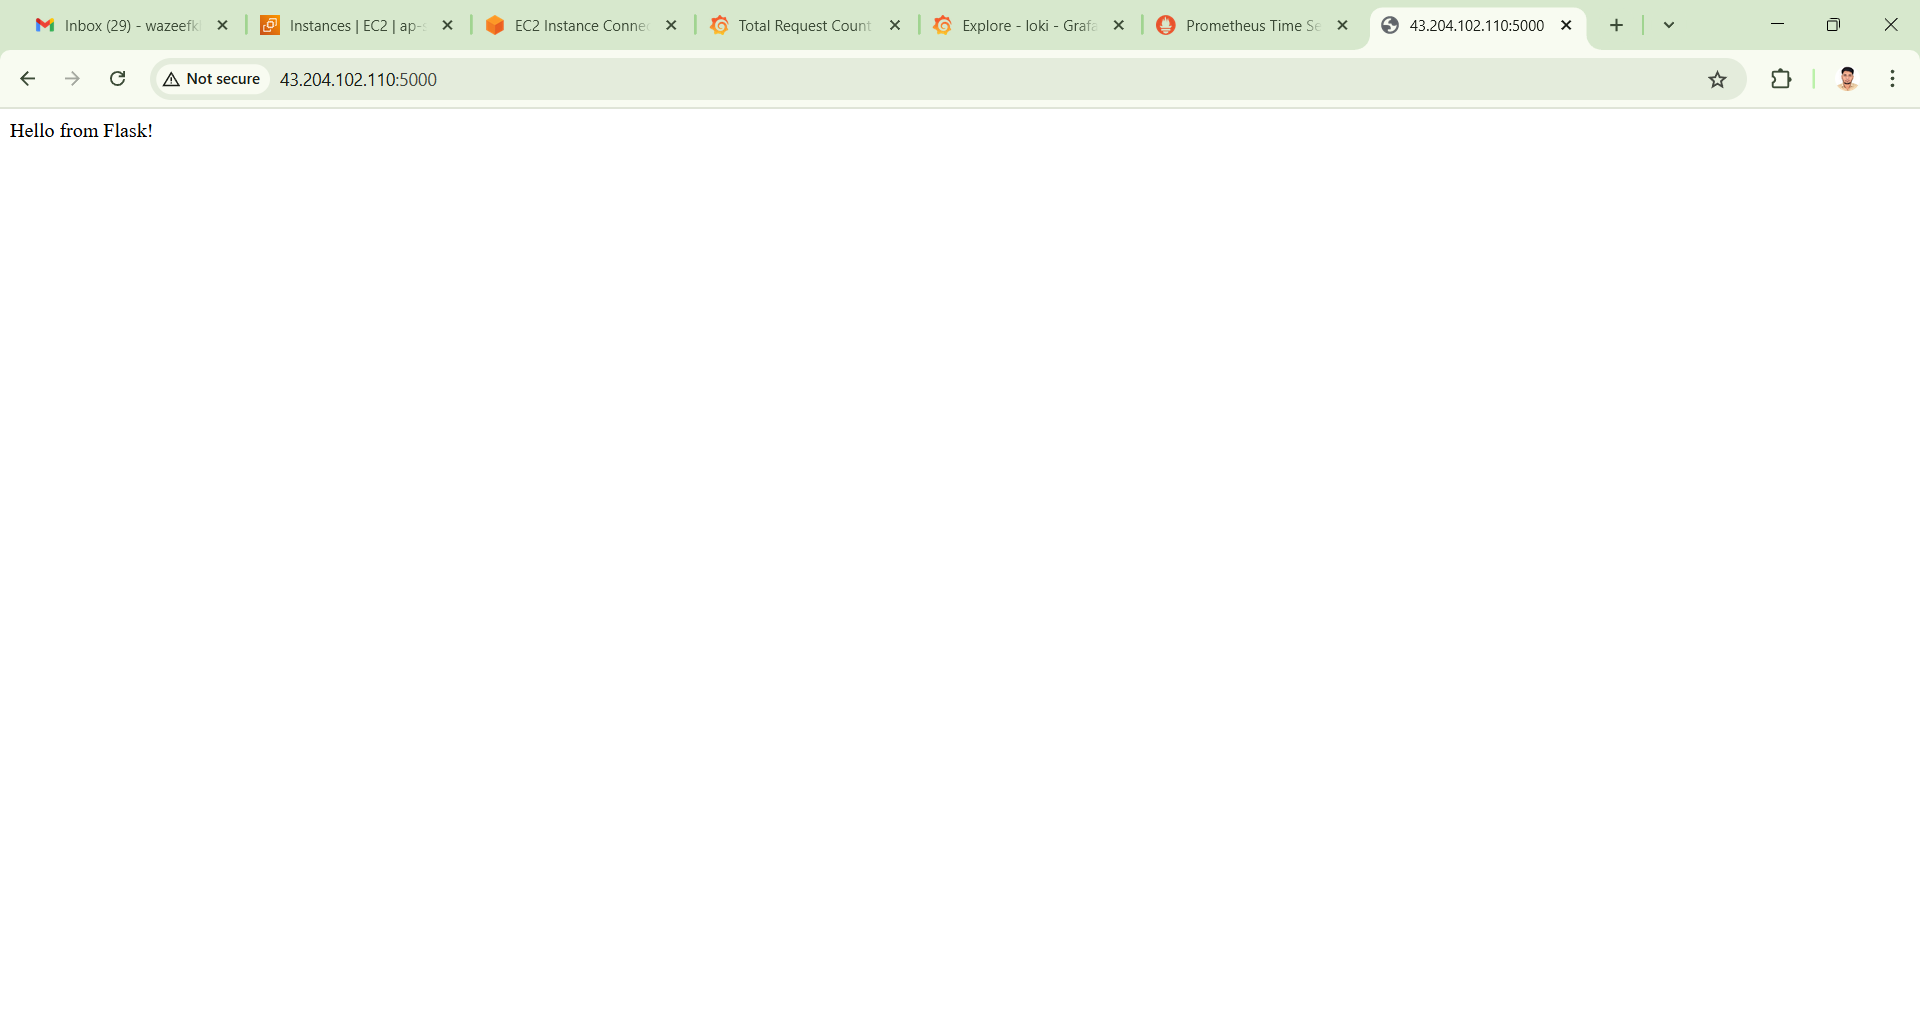 Inbox (29) - wazeefk
Instances | EC2 | ap-s
EC2 Instance Connec
Total Request Count
Explore - loki - Grafa
Prometheus Time Se
43.204.102.110:5000
Not secure
43.204.102.110:5000
Hello from Flask!